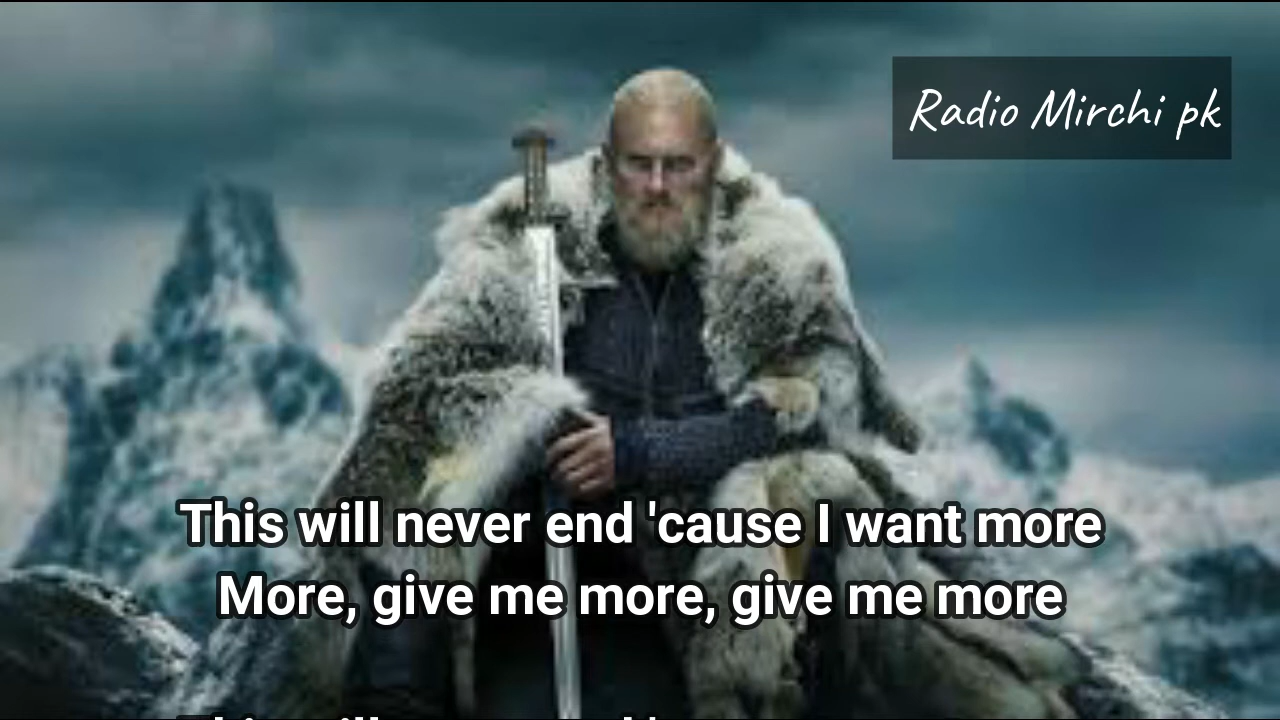 Radio Mirchi pk
This will never end 'cause I want more
More, give me more, give me more